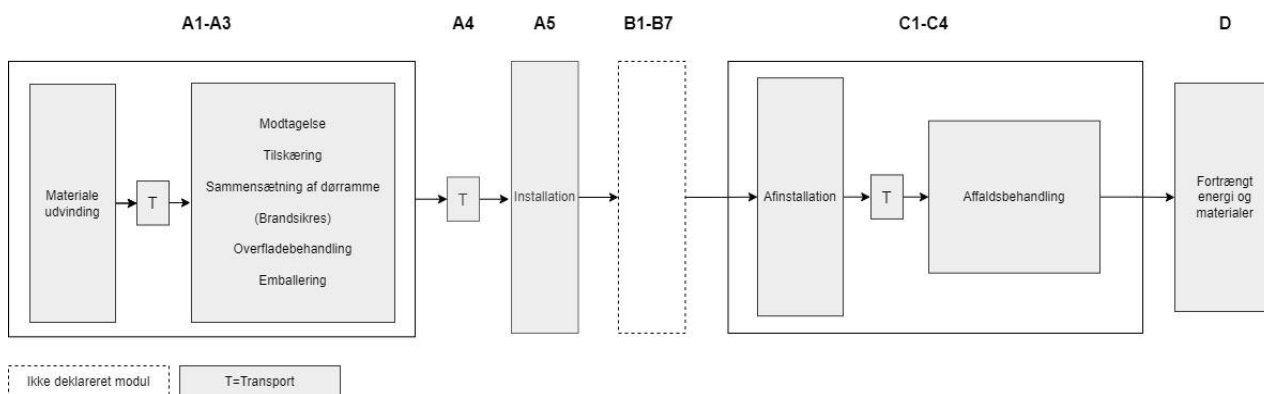 A1-A3
A4
A5
B1-B7
C1-C4
D
Materiale
udvinding
T
Modtagelse
Tilskæring
Sammensætning af dørramme
(Brandsikres)
Overfladebehandling
Emballering
T
Installation
Afinstallation
T
Affaldsbehandling
Fortrængt
energi og
materialer
Ikke deklareret modul
T=Transport